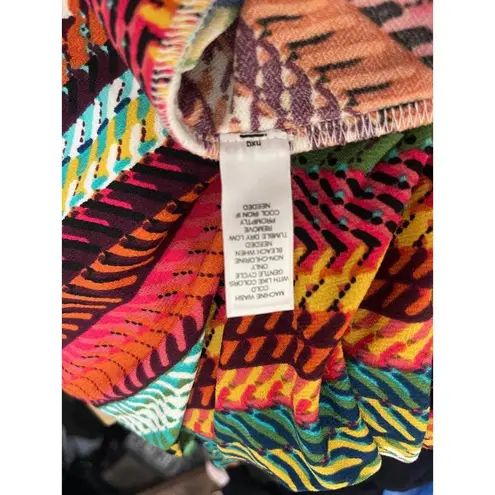 MACHINE WASH
COLD
WITH LIKE COLORS
GENTLE CYCLE
ONLY
NON-CHLORINE
BLEACH WHEN
NEEDED
TUMBLE DRY LOW
REMOVE
PROMPTLY
COOL IRON IF
NEEDED